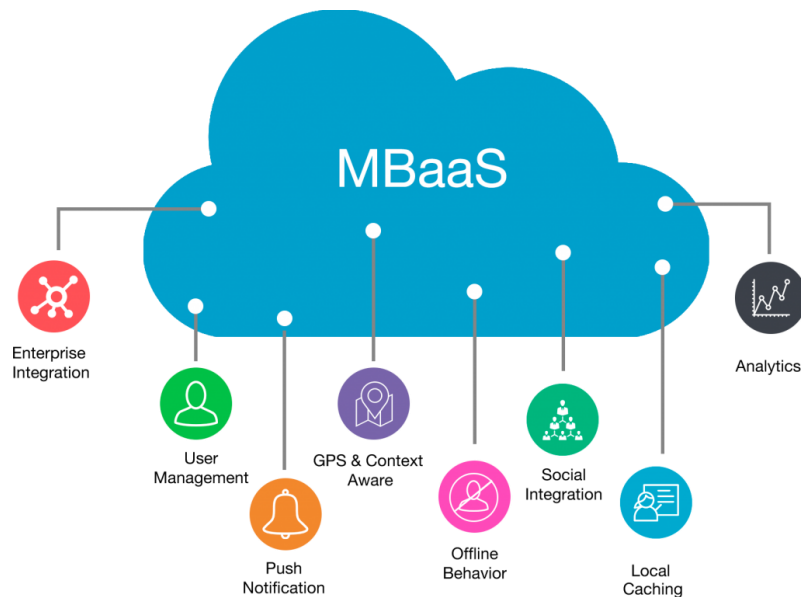 MBaaS
Enterprise
Integration
User
Management
Push
Notification
GPS & Context
Aware
Offline
Behavior
Social
Integration
Local
Caching
Analytics